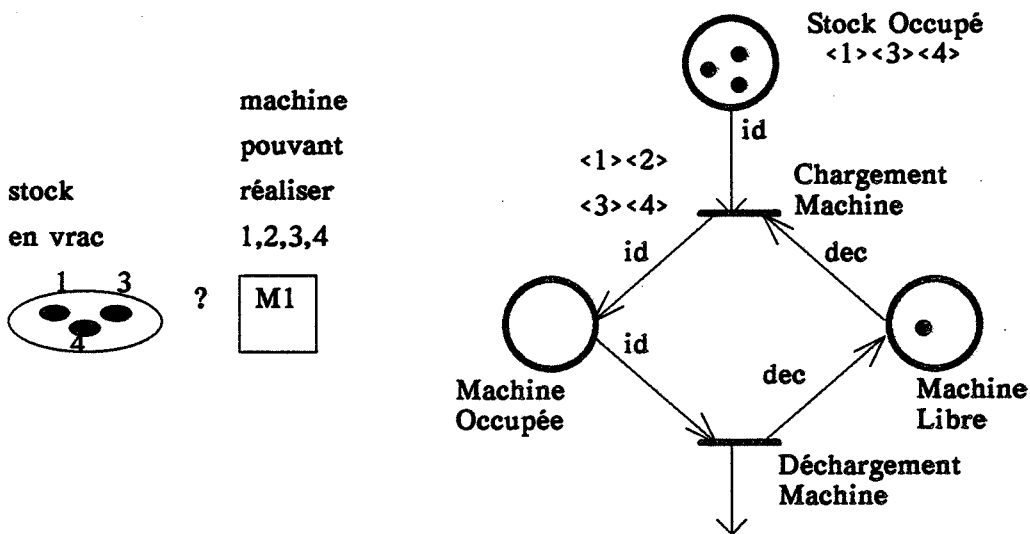 machine
pouvant
stock réaliser
en vrac 1,2,3,4
1 3
4
?
M1
Stock Occupé
<1><3><4>
id
<1><2>
<3><4>
Chargement
Machine
id
dec
id
dec
Machine
Occupée
Machine
Libre
Déchargement
Machine